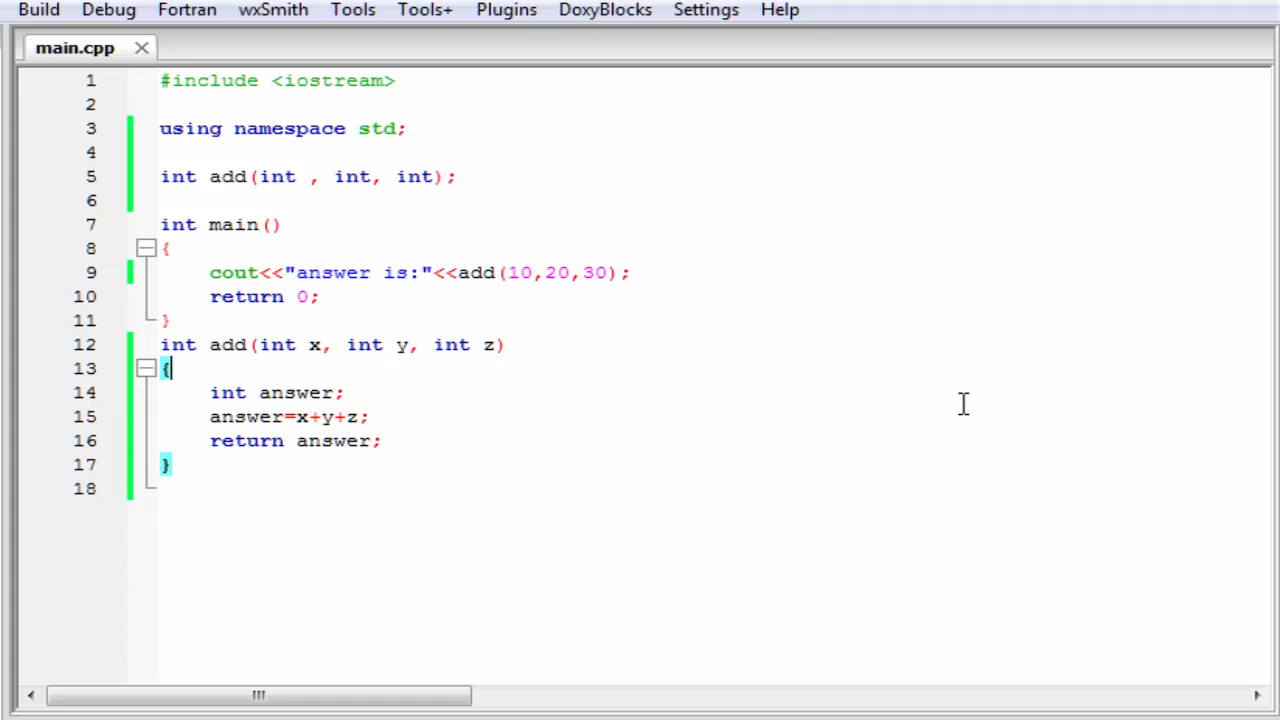 Build Debug Fortran wxSmith Tools Tools+ Plugins DoxyBlocks Settings Help
main.cpp
1 #include <iostream>
2
3 using namespace std;
4
5 int add(int , int, int);
6
7 int main()
8 {
9 cout<<"answer is:"<<add(10,20,30);
10 return 0;
11 }
12 int add(int x, int y, int z)
13 {
14 int answer;
15 answer=x+y+z;
16 return answer;
17 }
18